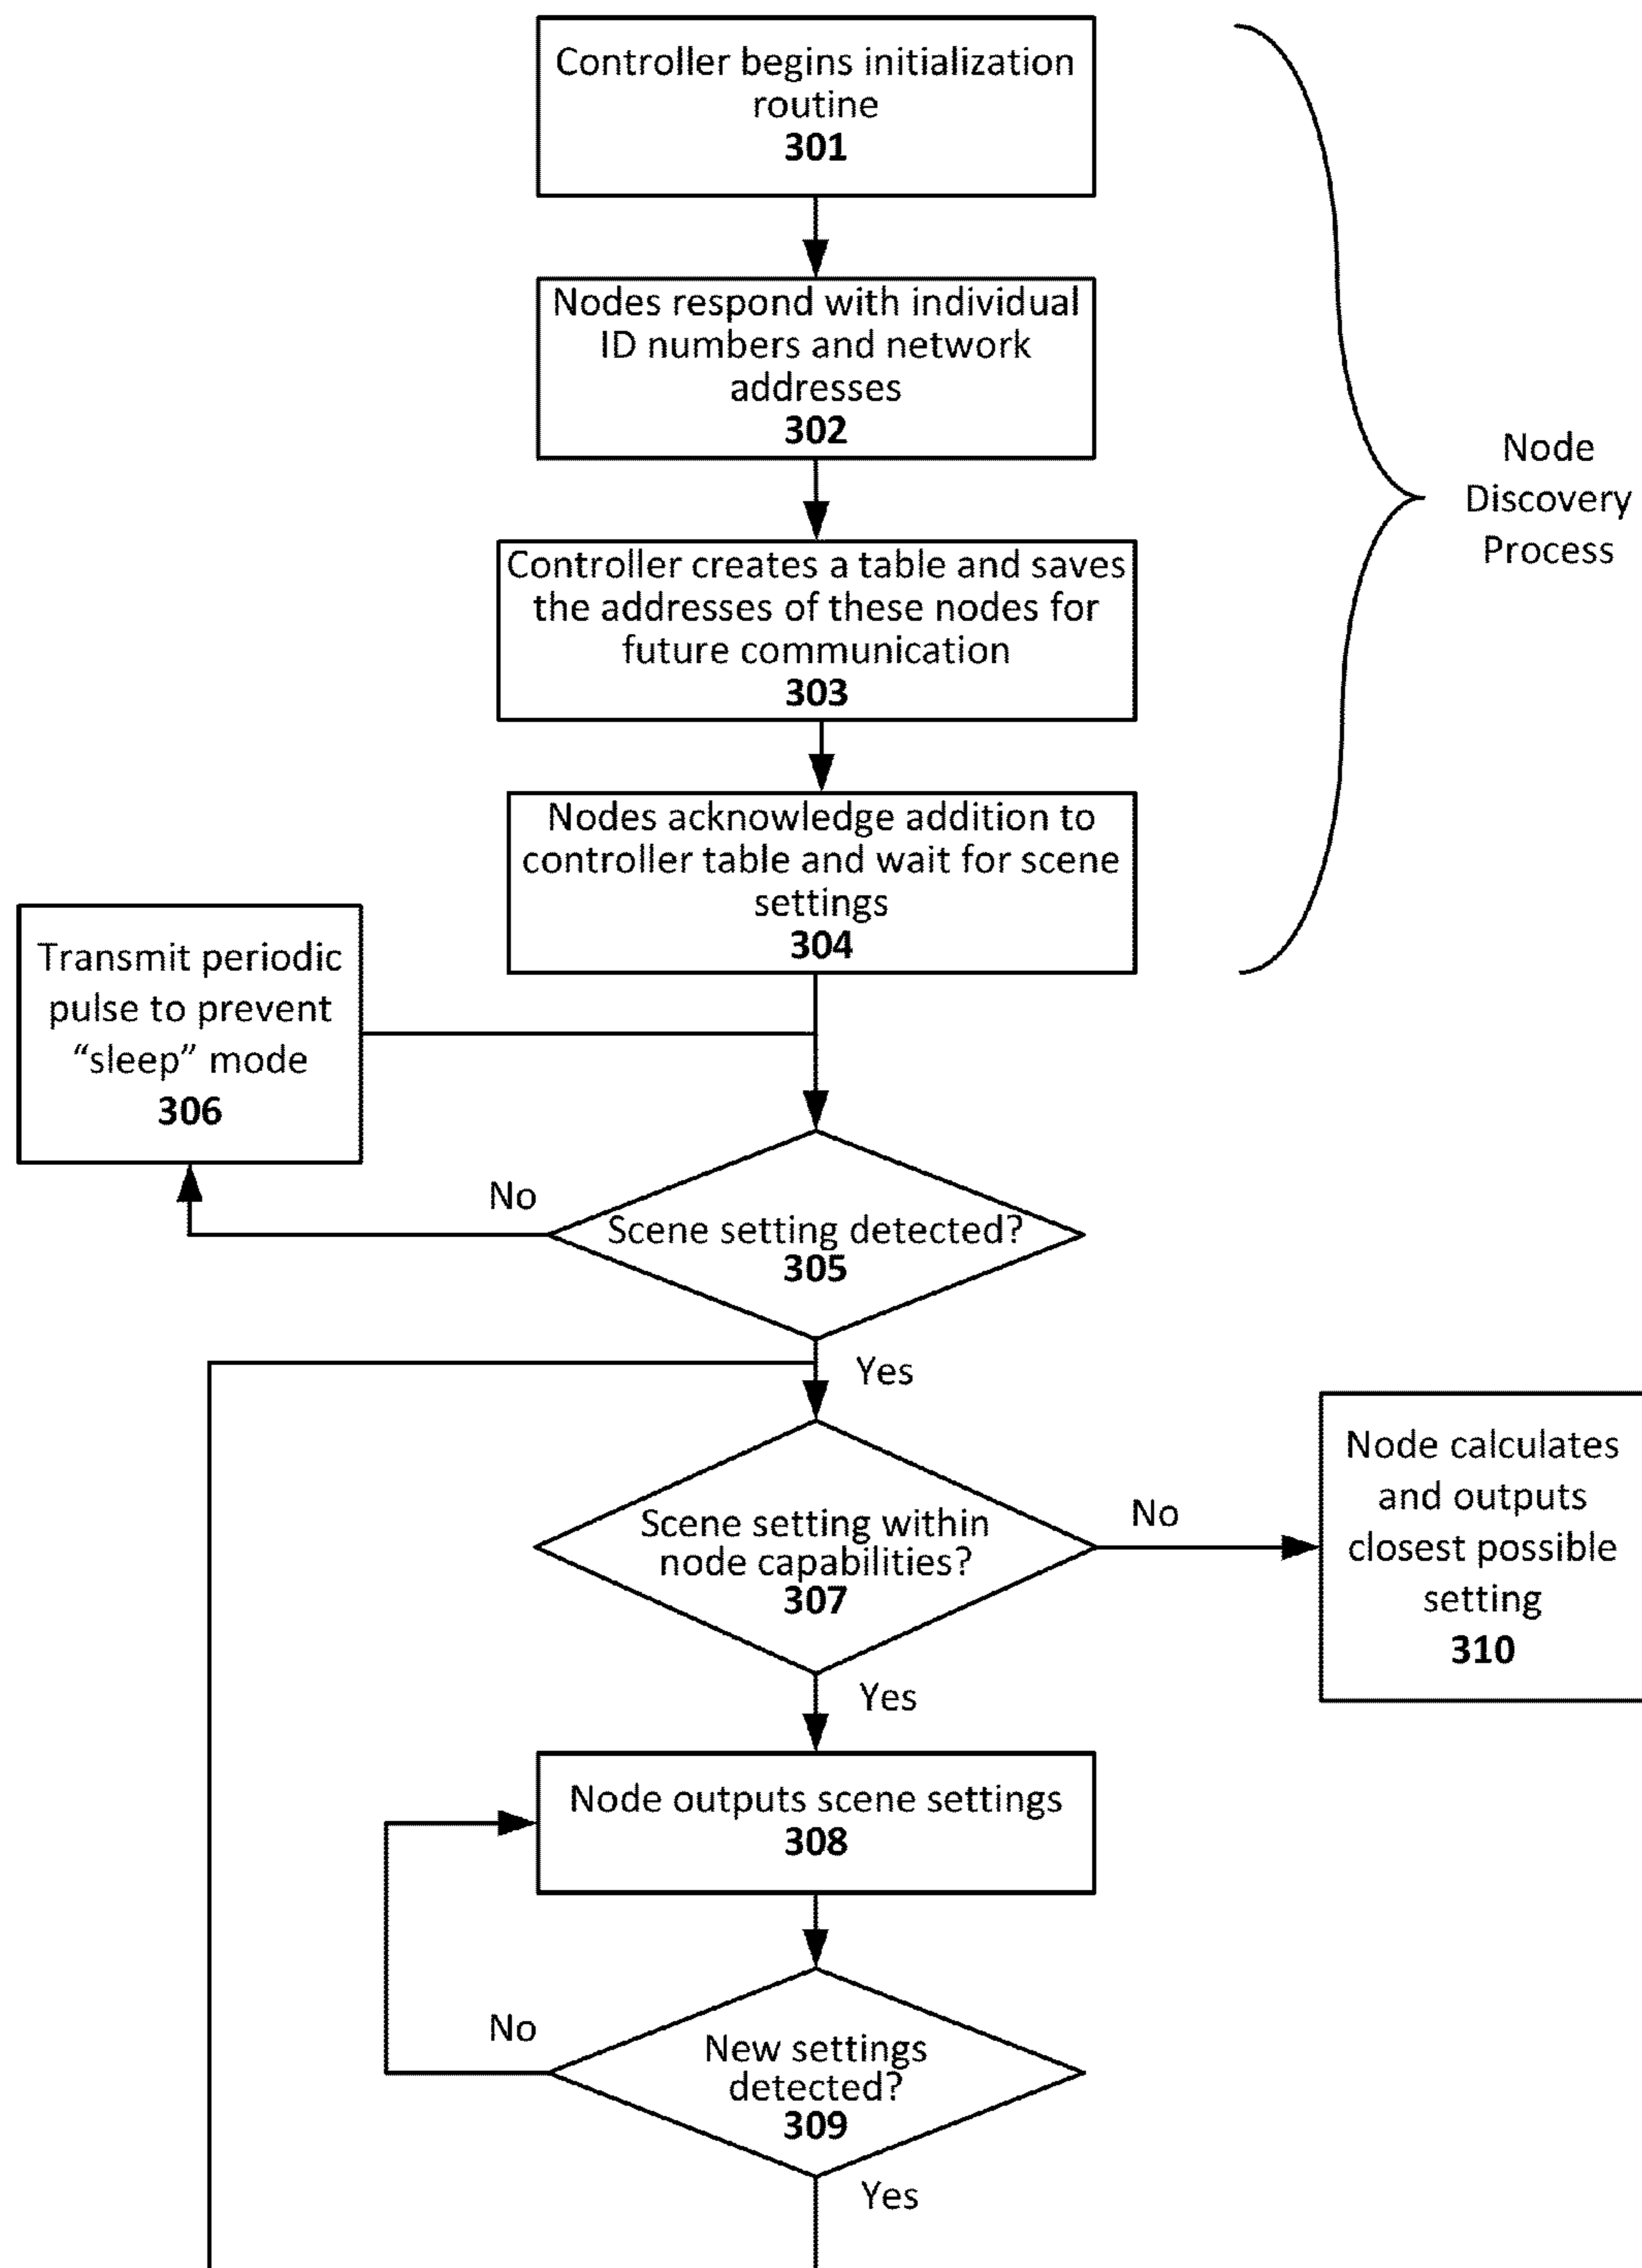 Controller begins initialization
routine
301
Nodes respond with individual
ID numbers and network
addresses
302
Node
Discovery
Process
Controller creates a table and saves
the addresses of these nodes for
future communication
303
Nodes acknowledge addition to
controller table and wait for scene
settings
304
Transmit periodic
pulse to prevent
“sleep” mode
306
No
Scene setting detected?
305
Yes
Scene setting within
node capabilities?
307
No
Node calculates
and outputs
closest possible
setting
310
Yes
Node outputs scene settings
308
No
New settings
detected?
309
Yes